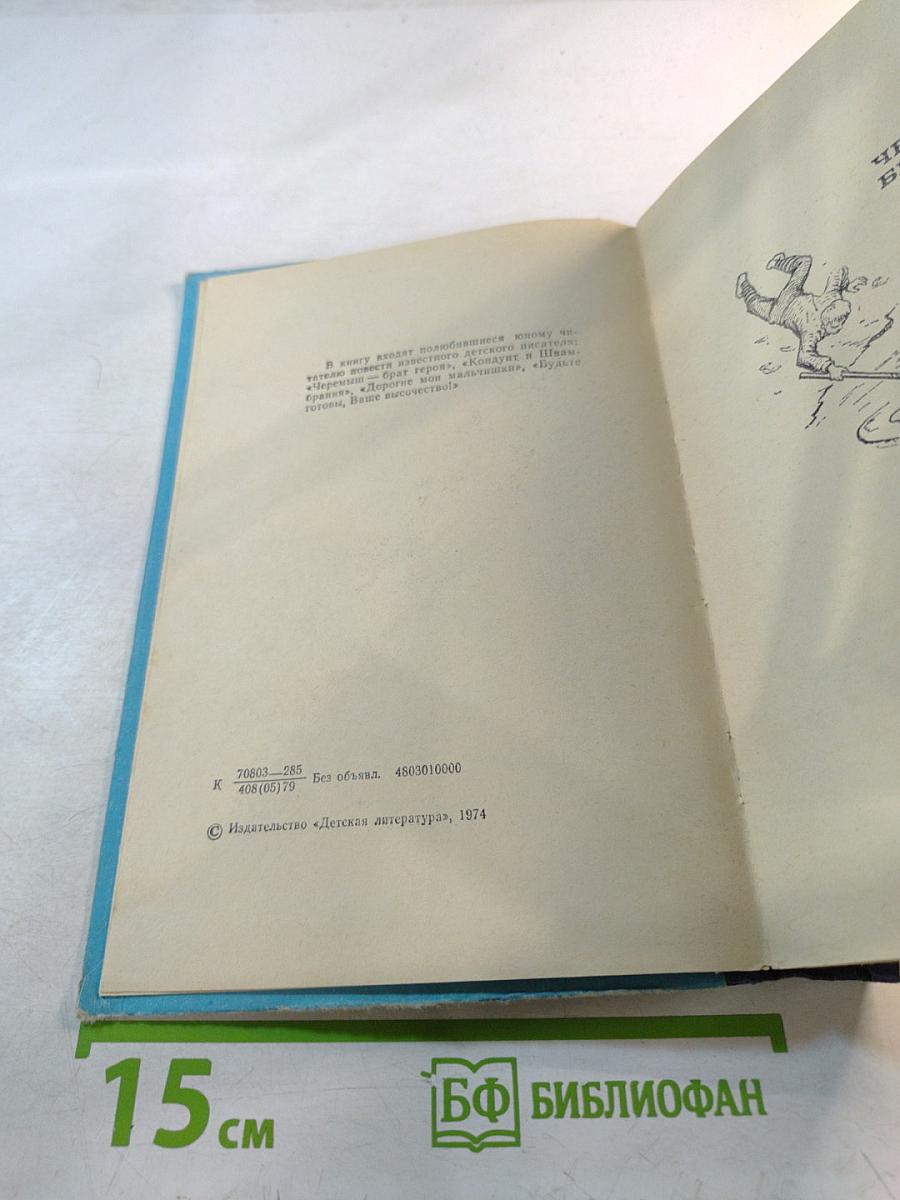 В книгу входят полюбившиеся юному чи-
тателю повести известного детского писателя:
«Черемыш — брат героя», «Кондуит и Швам-
брания», «Дорогие мои мальчишки», «Будьте
готовы, Ваше высочество!»
К 70803—285
408(05)79 Без объявл. 4803010000
© Издательство «Детская литература», 1974
15 см
БФ БИБЛИОФАН